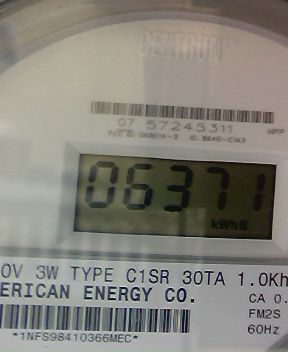 CENTRON®
07 57245311
HPP
06371
kWh
0V 3W TYPE C1SR 30TA 1.0Kh
ERICAN ENERGY CO.
CA 0.
FM2S
60Hz
*1NFS98410366MEC*